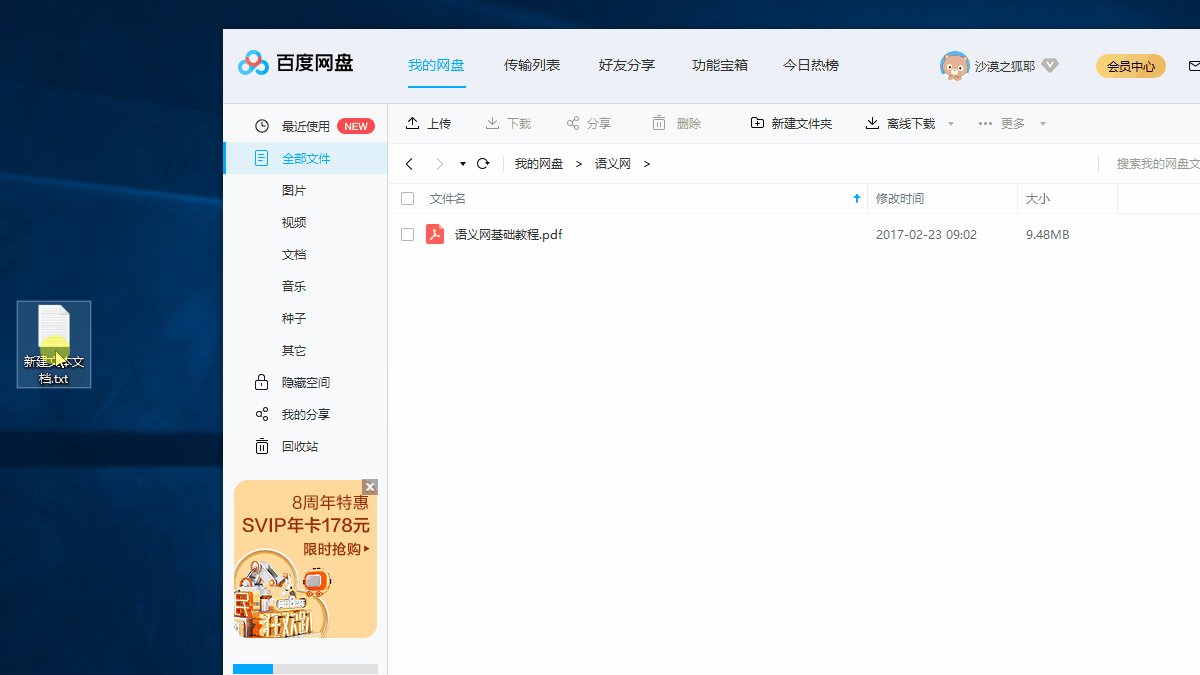 百度网盘
我的网盘 传输列表 好友分享 功能宝箱 今日热榜 沙漠之狐耶 会员中心
最近使用 NEW
全部文件
图片
视频
文档
音乐
种子
其它
隐藏空间
我的分享
回收站
上传 下载 分享 删除 新建文件夹 离线下载 ··· 更多
我的网盘 > 语义网 > 搜索我的网盘文
文件名 修改时间 大小
语义网基础教程.pdf 2017-02-23 09:02 9.48MB
新建文本文
档.txt
8周年特惠
SVIP年卡178元
限时抢购
狂欢趴